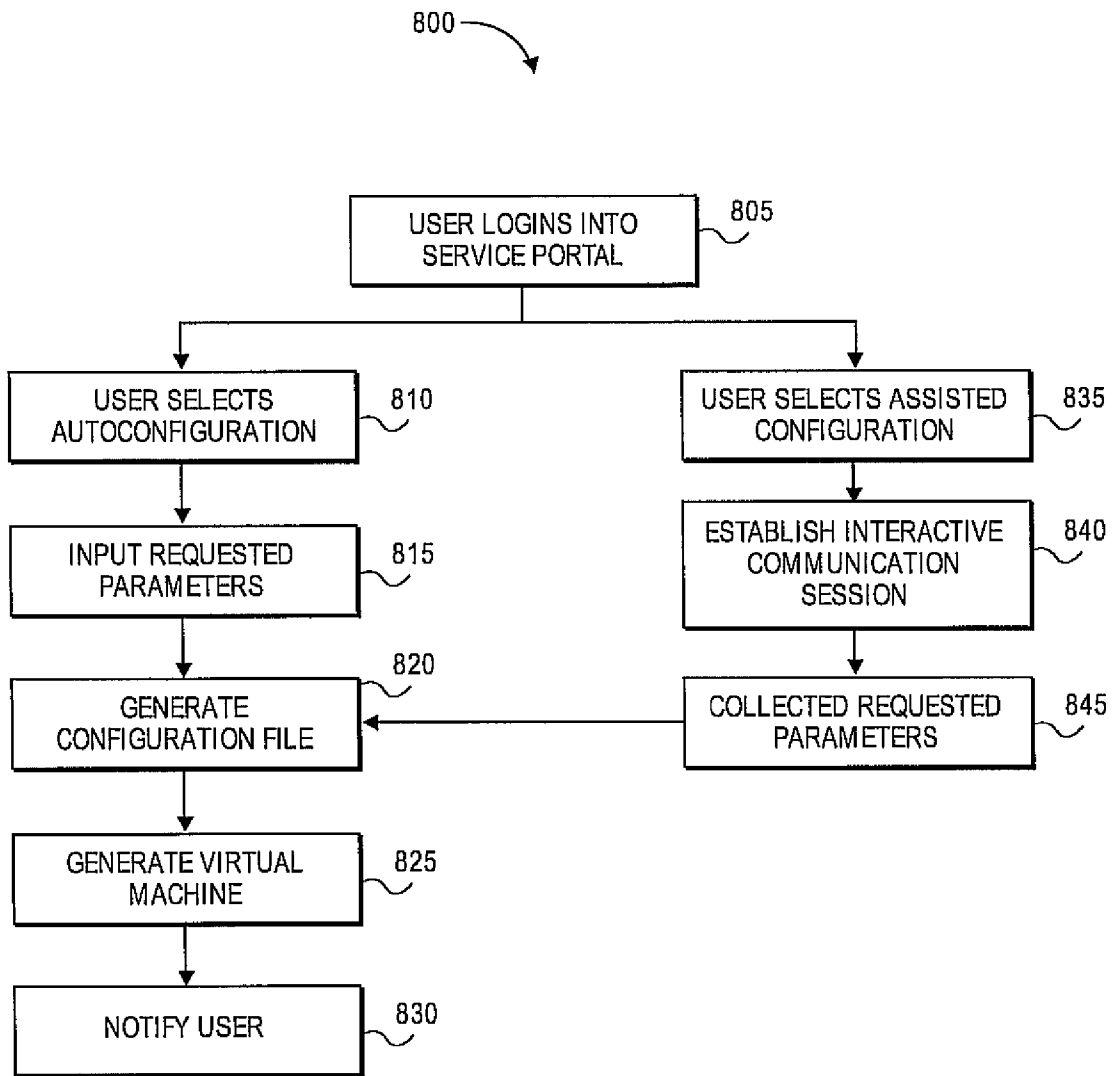 800
USER LOGINS INTO
SERVICE PORTAL
805
USER SELECTS
AUTOCONFIGURATION
810
INPUT REQUESTED
PARAMETERS
815
GENERATE
CONFIGURATION FILE
820
GENERATE VIRTUAL
MACHINE
825
NOTIFY USER
830
USER SELECTS ASSISTED
CONFIGURATION
835
ESTABLISH INTERACTIVE
COMMUNICATION
SESSION
840
COLLECTED REQUESTED
PARAMETERS
845